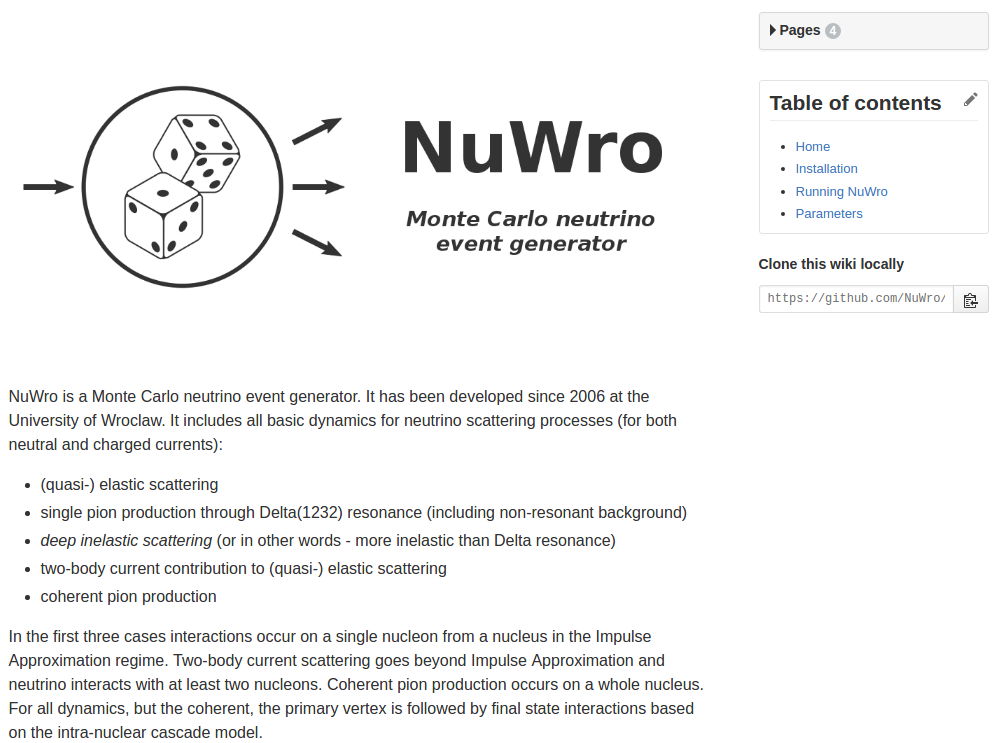 NuWro
Monte Carlo neutrino
event generator
NuWro is a Monte Carlo neutrino event generator. It has been developed since 2006 at the
University of Wroclaw. It includes all basic dynamics for neutrino scattering processes (for both
neutral and charged currents):
(quasi-) elastic scattering
single pion production through Delta(1232) resonance (including non-resonant background)
deep inelastic scattering (or in other words - more inelastic than Delta resonance)
two-body current contribution to (quasi-) elastic scattering
coherent pion production
In the first three cases interactions occur on a single nucleon from a nucleus in the Impulse
Approximation regime. Two-body current scattering goes beyond Impulse Approximation and
neutrino interacts with at least two nucleons. Coherent pion production occurs on a whole nucleus.
For all dynamics, but the coherent, the primary vertex is followed by final state interactions based
on the intra-nuclear cascade model.
Pages 4
Table of contents
Home
Installation
Running NuWro
Parameters
Clone this wiki locally
https://github.com/NuWro/